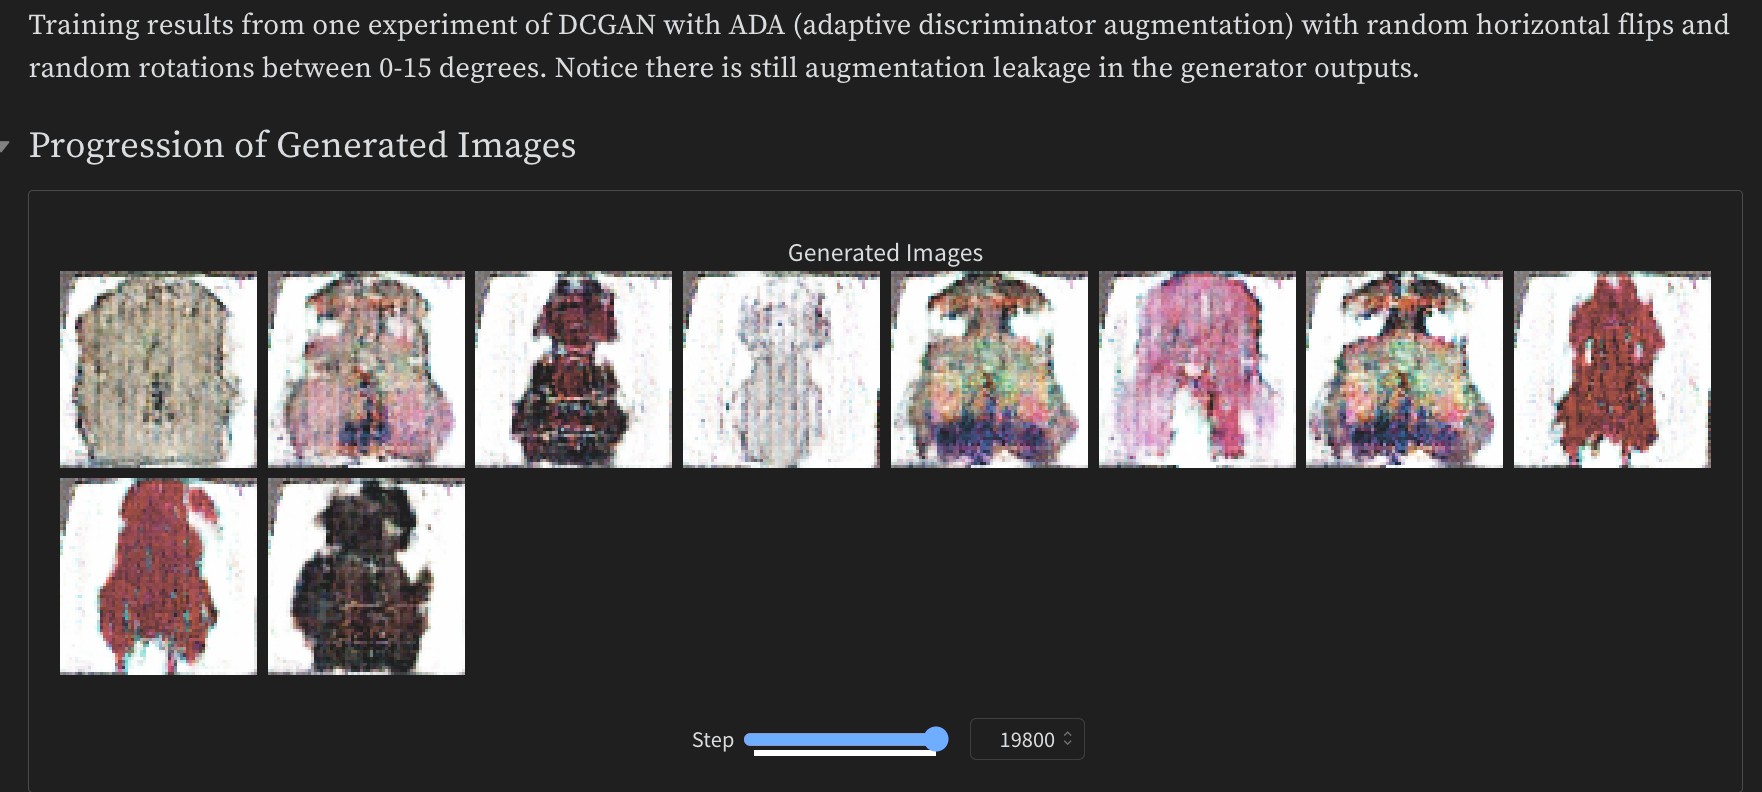 Training results from one experiment of DCGAN with ADA (adaptive discriminator augmentation) with random horizontal flips and
random rotations between 0-15 degrees. Notice there is still augmentation leakage in the generator outputs.
Progression of Generated Images
Generated Images
Step 19800